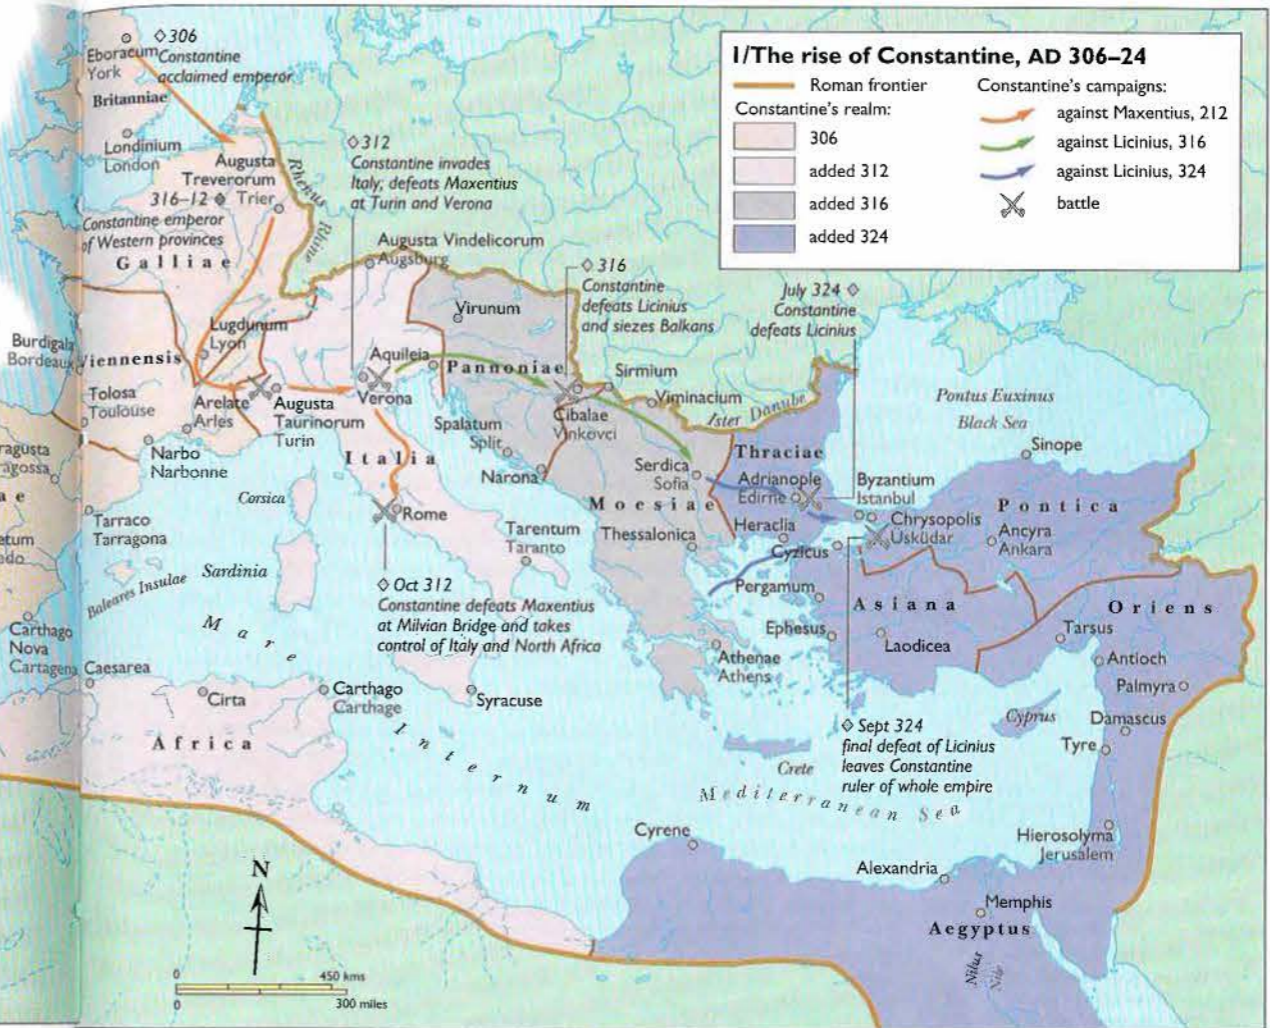 I/The rise of Constantine, AD 306–24
Roman frontier
Constantine's realm:
306
added 312
added 316
added 324
Constantine's campaigns:
against Maxentius, 212
against Licinius, 316
against Licinius, 324
battle
◇306
Constantine
acclaimed emperor
Eboracum
York
Britanniae
Londinium
London
Augusta
Treverorum
Trier
316–12 ◇
Constantine emperor
of Western provinces
Galliae
Rhenus
Rhine
◇312
Constantine invades
Italy; defeats Maxentius
at Turin and Verona
Augusta Vindelicorum
Augsburg
◇316
Constantine
defeats Licinius
and siezes Balkans
July 324 ◇
Constantine
defeats Licinius
Virunum
Lugdunum
Lyon
Burdigala
Bordeaux
Viennensis
Aquileia
Pannoniae
Sirmium
Viminacium
Ister Danube
Pontus Euxinus
Black Sea
Sinope
Tolosa
Toulouse
Arelate
Arles
Augusta
Taurinorum
Turin
Verona
Cibalae
Vinkovci
Spalatum
Split
Narona
Narbo
Narbonne
Italia
Serdica
Sofia
Thraciae
Adrianople
Edirne
Byzantium
Istanbul
Pontica
ragusta
agossa
a e
Corsica
Rome
Moesiae
Heraclia
Chrysopolis
Üsküdar
Ancyra
Ankara
Tarraco
Tarragona
etum
edo
Tarentum
Taranto
Thessalonica
Cyzicus
Baleares Insulae
Sardinia
◇ Oct 312
Constantine defeats Maxentius
at Milvian Bridge and takes
control of Italy and North Africa
Pergamum
Asiana
Oriens
Carthago
Nova
Cartagena
Ephesus
Laodicea
Tarsus
Athenae
Athens
Antioch
Palmyra
Caesarea
Cirta
Carthago
Carthage
Syracuse
Mare
Internum
Africa
◇ Sept 324
final defeat of Licinius
leaves Constantine
ruler of whole empire
Cyprus
Damascus
Tyre
Crete
Mediterranean Sea
Cyrene
Hierosolyma
Jerusalem
Alexandria
Memphis
Aegyptus
Nilus
Nile
N
0
450 kms
0
300 miles